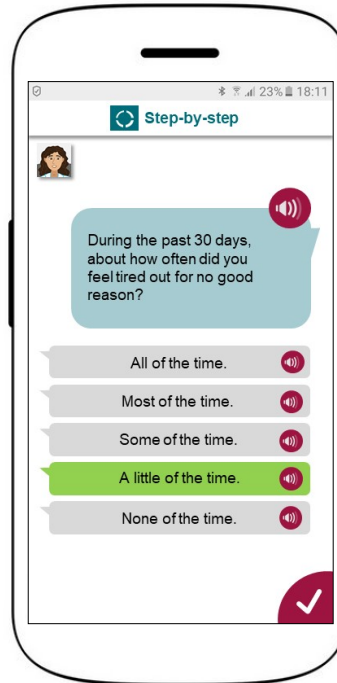 23% 18:11
Step-by-step
During the past 30 days,
about how often did you
feel tired out for no good
reason?
All of the time.
Most of the time.
Some of the time.
A little of the time.
None of the time.